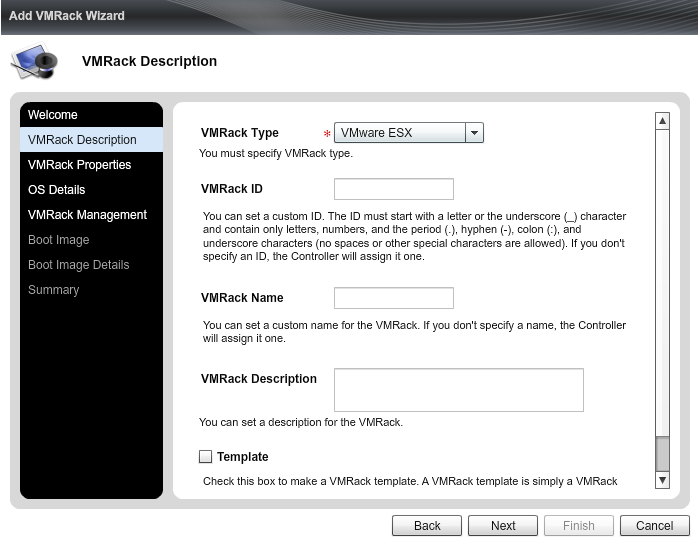 Add VMRack Wizard
VMRack Description
Welcome
VMRack Description
VMRack Properties
OS Details
VMRack Management
Boot Image
Boot Image Details
Summary
VMRack Type * VMware ESX
You must specify VMRack type.
VMRack ID
You can set a custom ID. The ID must start with a letter or the underscore (_) character
and contain only letters, numbers, and the period (.), hyphen (-), colon (:), and
underscore characters (no spaces or other special characters are allowed). If you don't
specify an ID, the Controller will assign it one.
VMRack Name
You can set a custom name for the VMRack. If you don't specify a name, the Controller
will assign it one.
VMRack Description
You can set a description for the VMRack.
Template
Check this box to make a VMRack template. A VMRack template is simply a VMRack
Back Next Finish Cancel